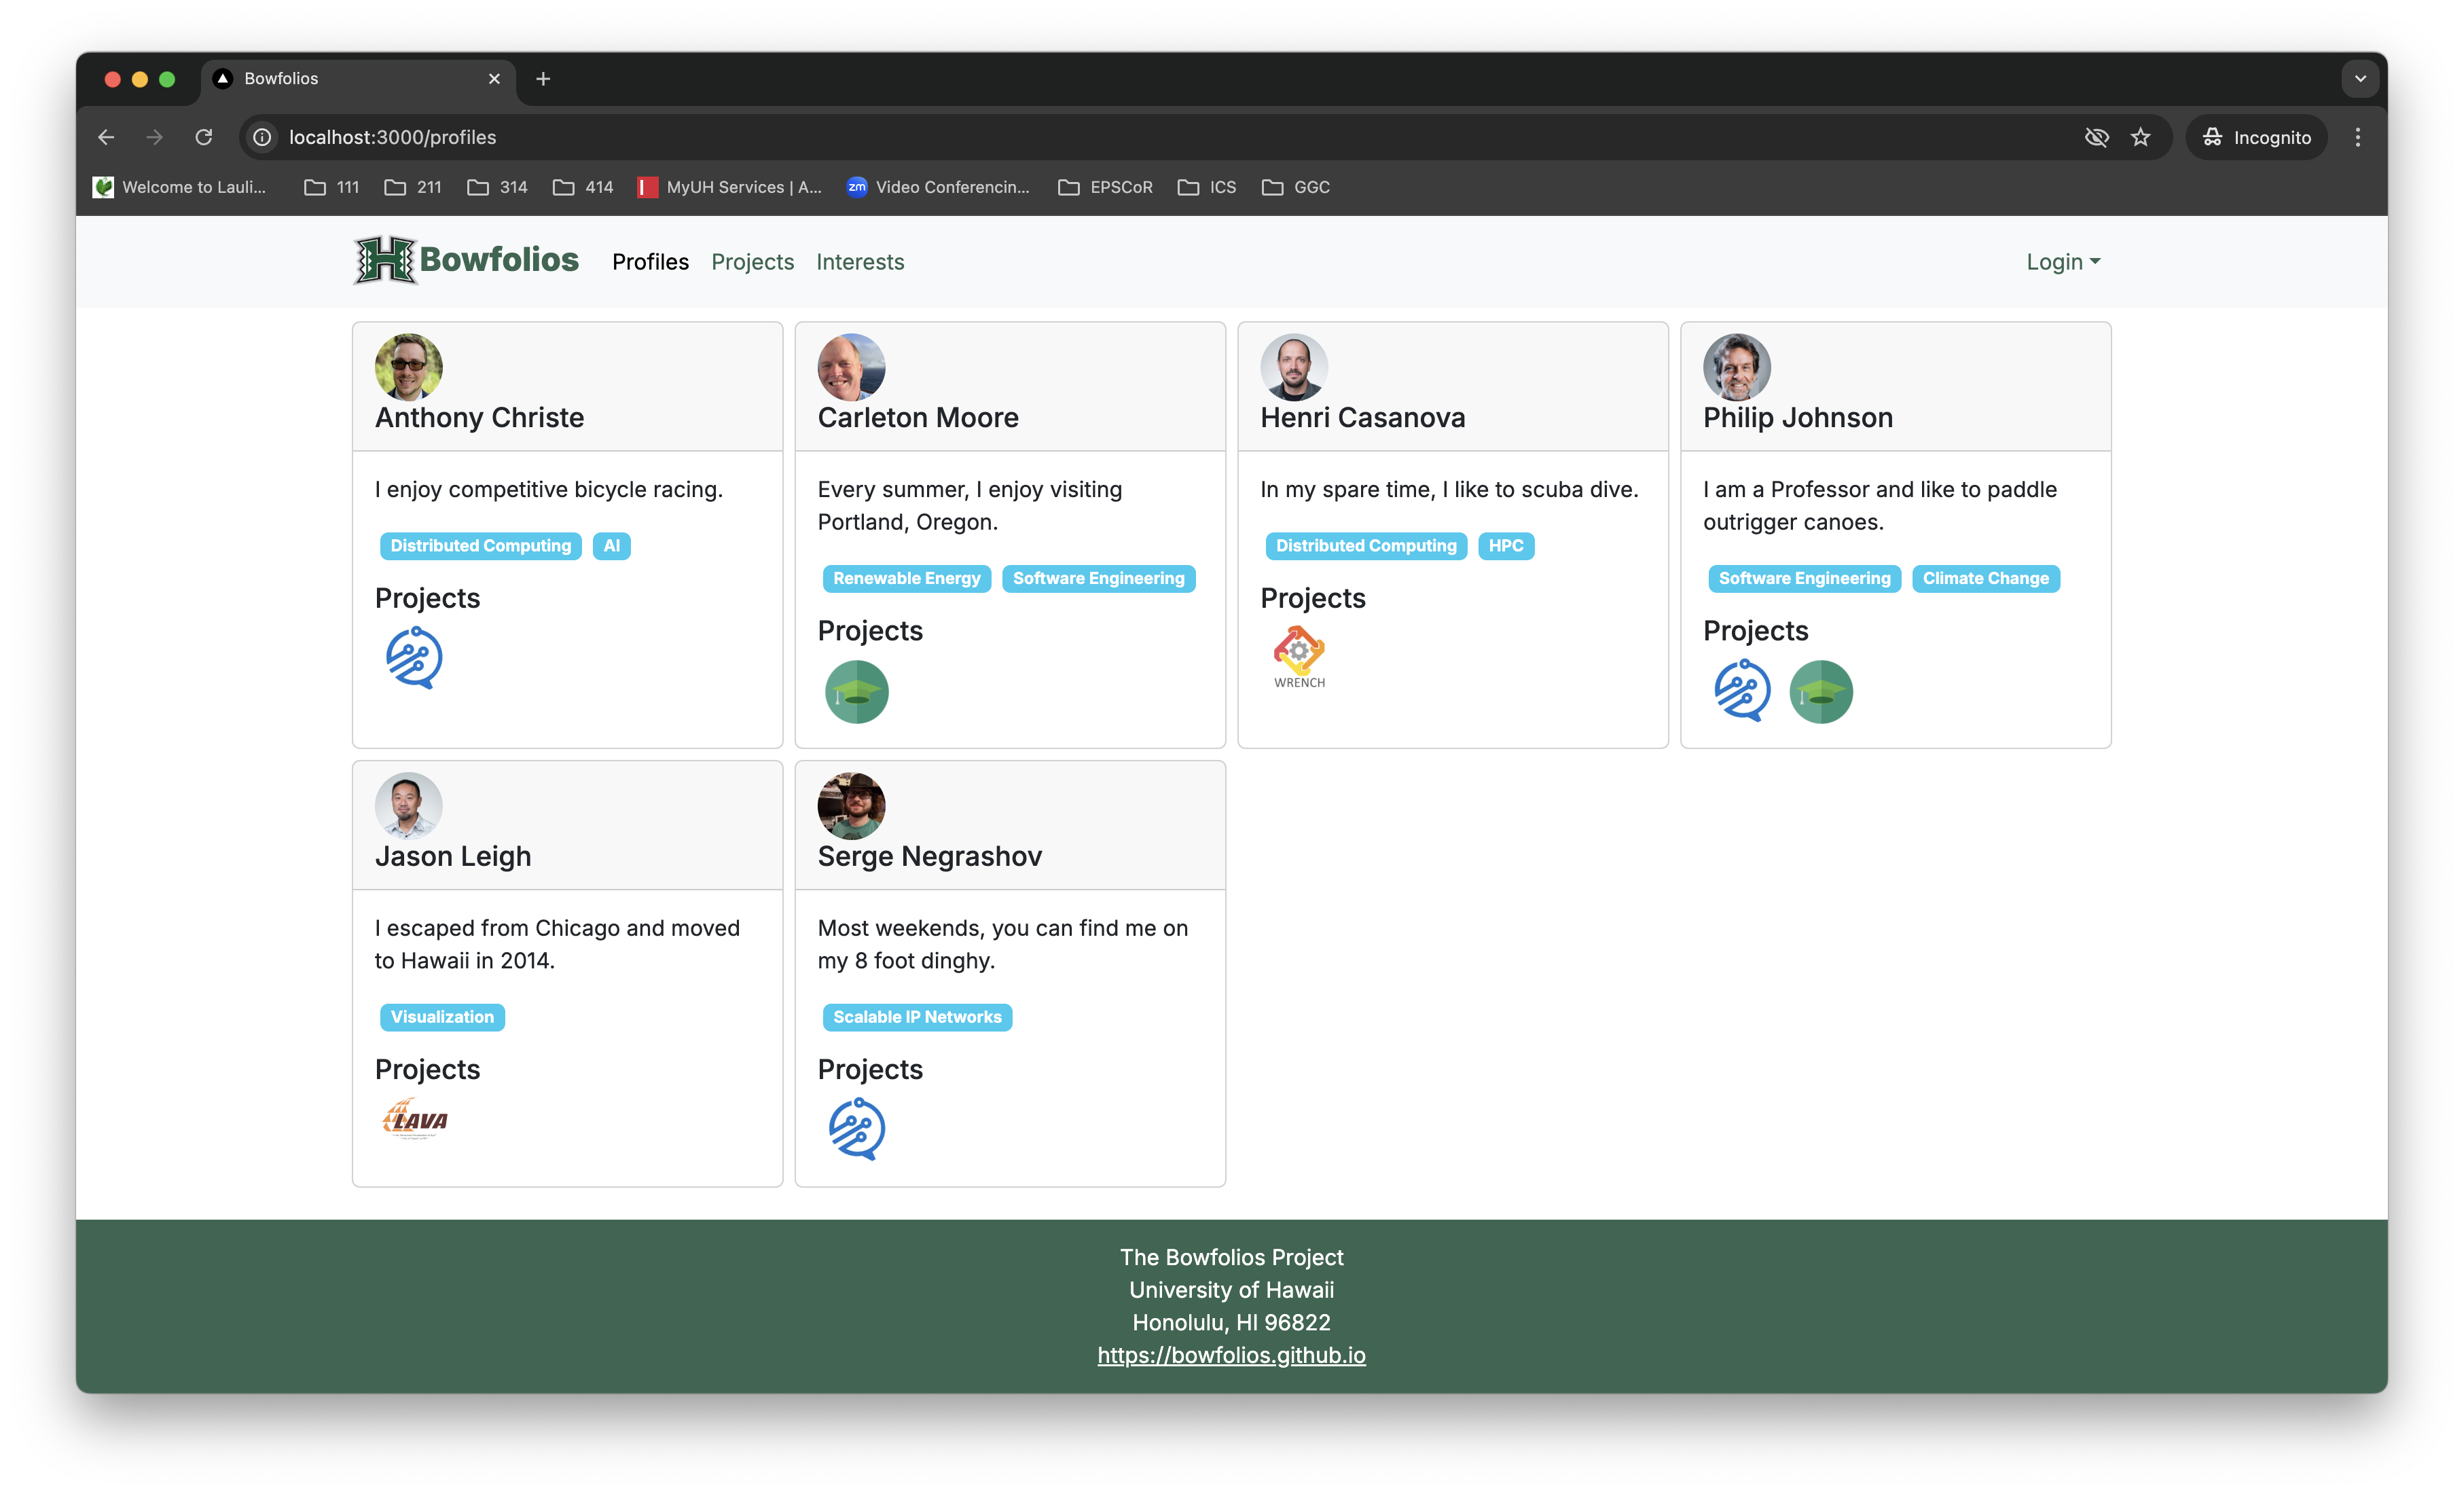 Bowfolios
localhost:3000/profiles
Incognito
Welcome to Lauli...
111
211
314
414
MyUH Services | A...
zm
Video Conferencin...
EPSCoR
ICS
GGC
H
Bowfolios
Profiles
Projects
Interests
Login
Anthony Christe
I enjoy competitive bicycle racing.
Distributed Computing
AI
Projects
Carleton Moore
Every summer, I enjoy visiting
Portland, Oregon.
Renewable Energy
Software Engineering
Projects
Henri Casanova
In my spare time, I like to scuba dive.
Distributed Computing
HPC
Projects
WRENCH
Philip Johnson
I am a Professor and like to paddle
outrigger canoes.
Software Engineering
Climate Change
Projects
Jason Leigh
I escaped from Chicago and moved
to Hawaii in 2014.
Visualization
Projects
LAVA
Serge Negrashov
Most weekends, you can find me on
my 8 foot dinghy.
Scalable IP Networks
Projects
The Bowfolios Project
University of Hawaii
Honolulu, HI 96822
https://bowfolios.github.io